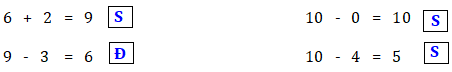 6 + 2 = 9 S
10 - 0 = 10 S
9 - 3 = 6 Đ
10 - 4 = 5 S